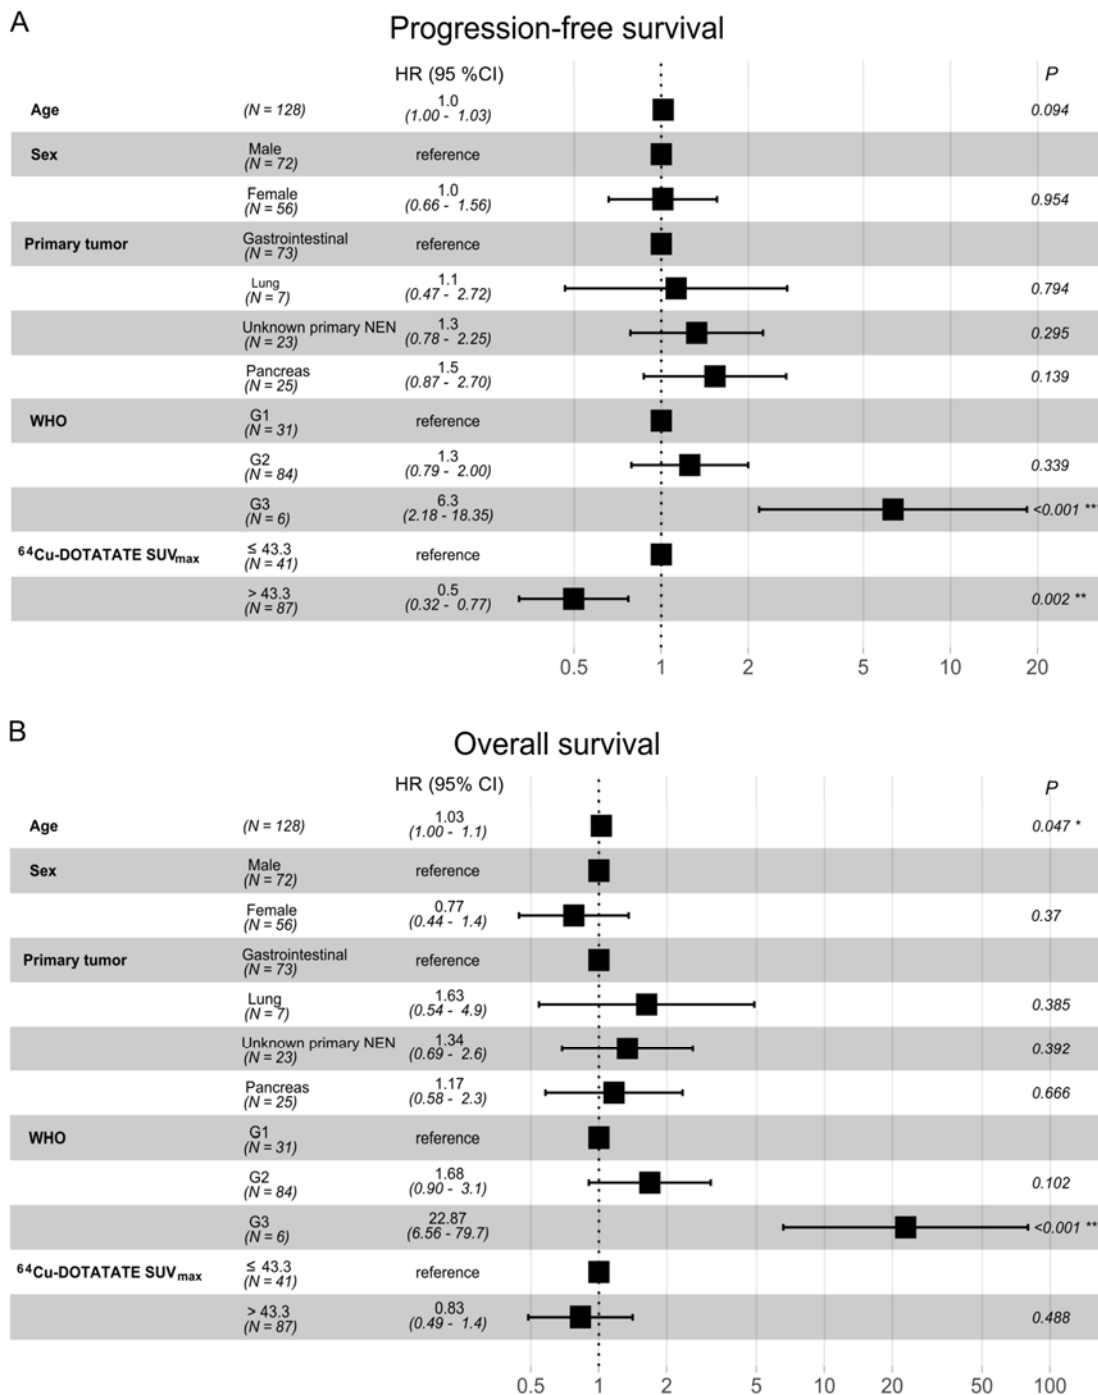 A
Progression-free survival
HR (95 %CI)
P
Age
(N = 128)
1.0
(1.00 - 1.03)
0.094
Sex
Male
(N = 72)
reference
Female
(N = 56)
1.0
(0.66 - 1.56)
0.954
Primary tumor
Gastrointestinal
(N = 73)
reference
Lung
(N = 7)
1.1
(0.47 - 2.72)
0.794
Unknown primary NEN
(N = 23)
1.3
(0.78 - 2.25)
0.295
Pancreas
(N = 25)
1.5
(0.87 - 2.70)
0.139
WHO
G1
(N = 31)
reference
G2
(N = 84)
1.3
(0.79 - 2.00)
0.339
G3
(N = 6)
6.3
(2.18 - 18.35)
<0.001 ***
⁶⁴Cu-DOTATATE SUVmax
≤ 43.3
(N = 41)
reference
> 43.3
(N = 87)
0.5
(0.32 - 0.77)
0.002 **
0.5 1 2 5 10 20
B
Overall survival
HR (95% CI)
P
Age
(N = 128)
1.03
(1.00 - 1.1)
0.047 *
Sex
Male
(N = 72)
reference
Female
(N = 56)
0.77
(0.44 - 1.4)
0.37
Primary tumor
Gastrointestinal
(N = 73)
reference
Lung
(N = 7)
1.63
(0.54 - 4.9)
0.385
Unknown primary NEN
(N = 23)
1.34
(0.69 - 2.6)
0.392
Pancreas
(N = 25)
1.17
(0.58 - 2.3)
0.666
WHO
G1
(N = 31)
reference
G2
(N = 84)
1.68
(0.90 - 3.1)
0.102
G3
(N = 6)
22.87
(6.56 - 79.7)
<0.001 **
⁶⁴Cu-DOTATATE SUVmax
≤ 43.3
(N = 41)
reference
> 43.3
(N = 87)
0.83
(0.49 - 1.4)
0.488
0.5 1 2 5 10 20 50 100